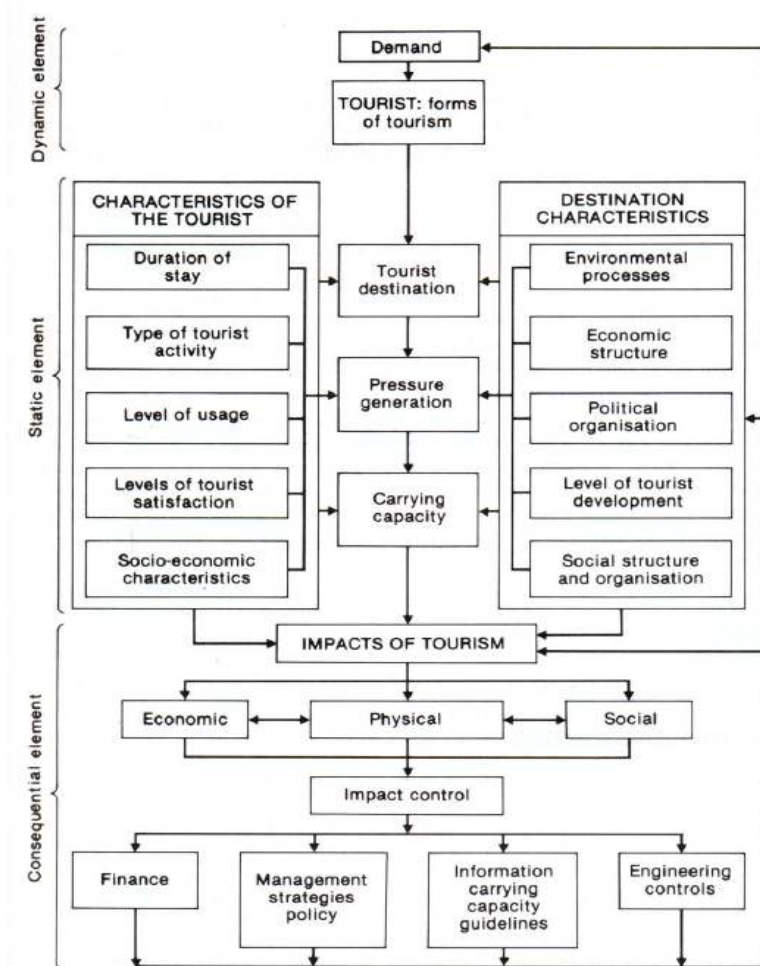 Dynamic element
Demand
TOURIST: forms
of tourism
Static element
CHARACTERISTICS OF
THE TOURIST
Duration of
stay
Type of tourist
activity
Level of usage
Levels of tourist
satisfaction
Socio-economic
characteristics
Tourist
destination
Pressure
generation
Carrying
capacity
DESTINATION
CHARACTERISTICS
Environmental
processes
Economic
structure
Political
organisation
Level of tourist
development
Social structure
and organisation
Consequential element
IMPACTS OF TOURISM
Economic
Physical
Social
Impact control
Finance
Management
strategies
policy
Information
carrying
capacity
guidelines
Engineering
controls